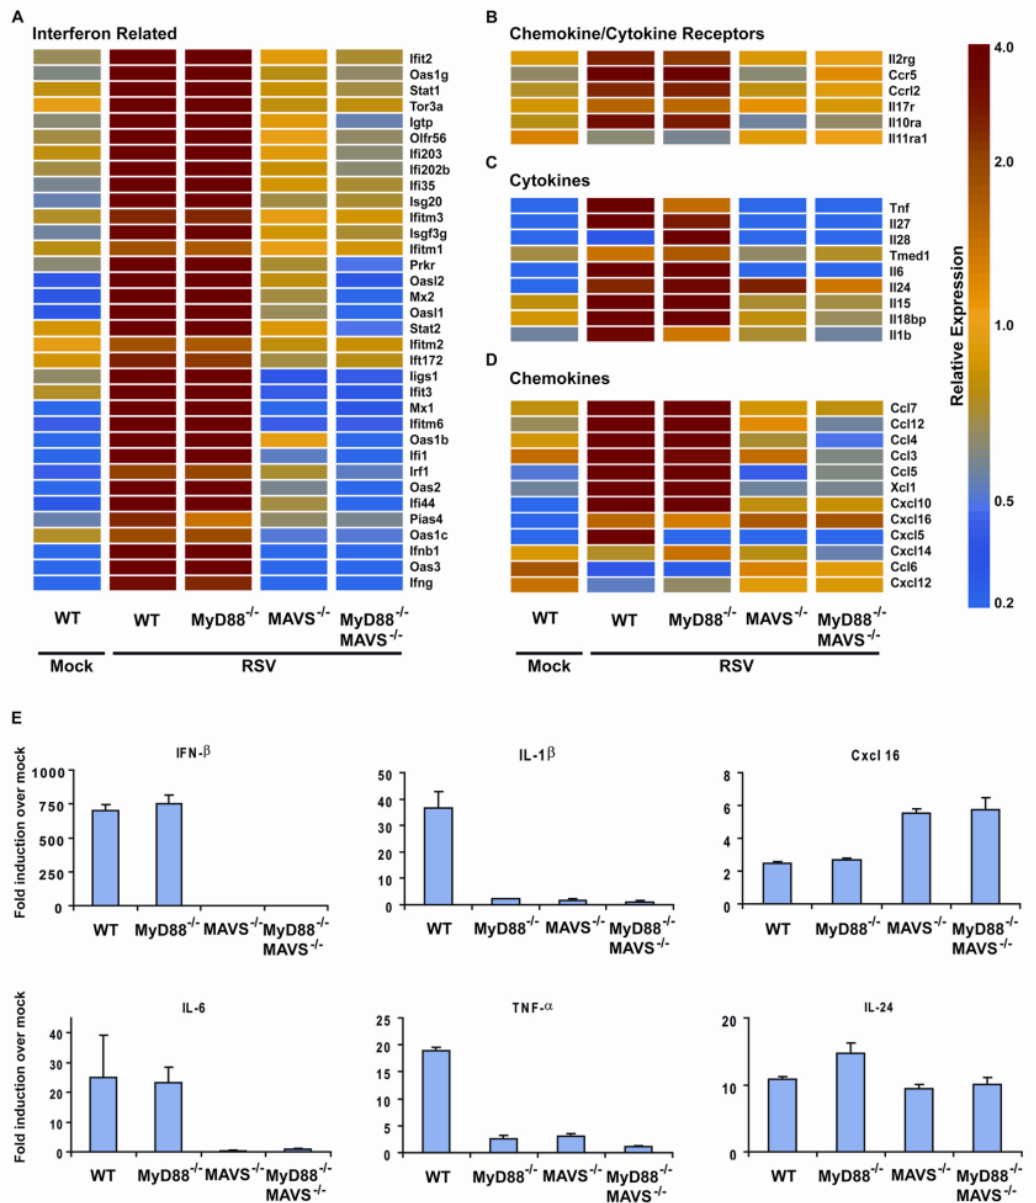 A
Interferon Related
Ifit2
Oas1g
Stat1
Tor3a
Igtp
Olfr56
Ifi203
Ifi202b
Ifi35
Isg20
Ifitm3
Isgf3g
Ifitm1
Prkr
Oasl2
Mx2
Oasl1
Stat2
Ifitm2
Ift172
Iigs1
Ifit3
Mx1
Ifitm6
Oas1b
Ifi1
Irf1
Oas2
Ifi44
Pias4
Oas1c
Ifnb1
Oas3
Ifng
WT WT MyD88-/- MAVS-/- MyD88-/- MAVS-/-
Mock RSV
B
Chemokine/Cytokine Receptors
Il2rg
Ccr5
Ccrl2
Il17r
Il10ra
Il11ra1
C
Cytokines
Tnf
Il27
Il28
Tmed1
Il6
Il24
Il15
Il18bp
Il1b
D
Chemokines
Ccl7
Ccl12
Ccl4
Ccl3
Ccl5
Xcl1
Cxcl10
Cxcl16
Cxcl5
Cxcl14
Ccl6
Cxcl12
WT WT MyD88-/- MAVS-/- MyD88-/- MAVS-/-
Mock RSV
4.0
2.0
1.0
0.5
0.2
Relative Expression
E
IFN-β
Fold induction over mock
1000
750
500
250
0
WT MyD88-/- MAVS-/- MyD88-/- MAVS-/-
IL-1β
50
40
30
20
10
0
WT MyD88-/- MAVS-/- MyD88-/- MAVS-/-
Cxcl 16
8
6
4
2
0
WT MyD88-/- MAVS-/- MyD88-/- MAVS-/-
IL-6
Fold induction over mock
40
30
20
10
0
WT MyD88-/- MAVS-/- MyD88-/- MAVS-/-
TNF-α
25
20
15
10
5
0
WT MyD88-/- MAVS-/- MyD88-/- MAVS-/-
IL-24
20
10
0
WT MyD88-/- MAVS-/- MyD88-/- MAVS-/-